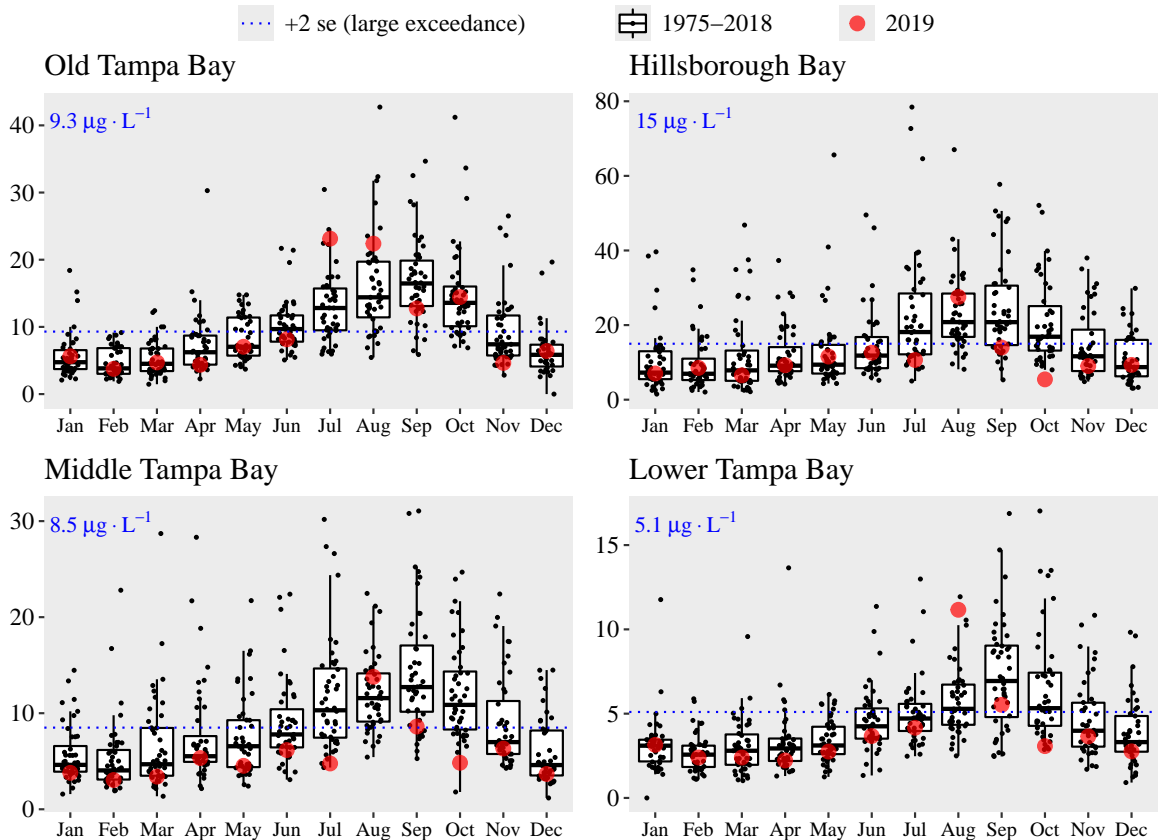 +2 se (large exceedance) 1975–2018 2019
Old Tampa Bay
9.3 μg · L⁻¹
40
30
20
10
0
Jan Feb Mar Apr May Jun Jul Aug Sep Oct Nov Dec
Hillsborough Bay
15 μg · L⁻¹
80
60
40
20
0
Jan Feb Mar Apr May Jun Jul Aug Sep Oct Nov Dec
Middle Tampa Bay
8.5 μg · L⁻¹
30
20
10
0
Jan Feb Mar Apr May Jun Jul Aug Sep Oct Nov Dec
Lower Tampa Bay
5.1 μg · L⁻¹
15
10
5
0
Jan Feb Mar Apr May Jun Jul Aug Sep Oct Nov Dec